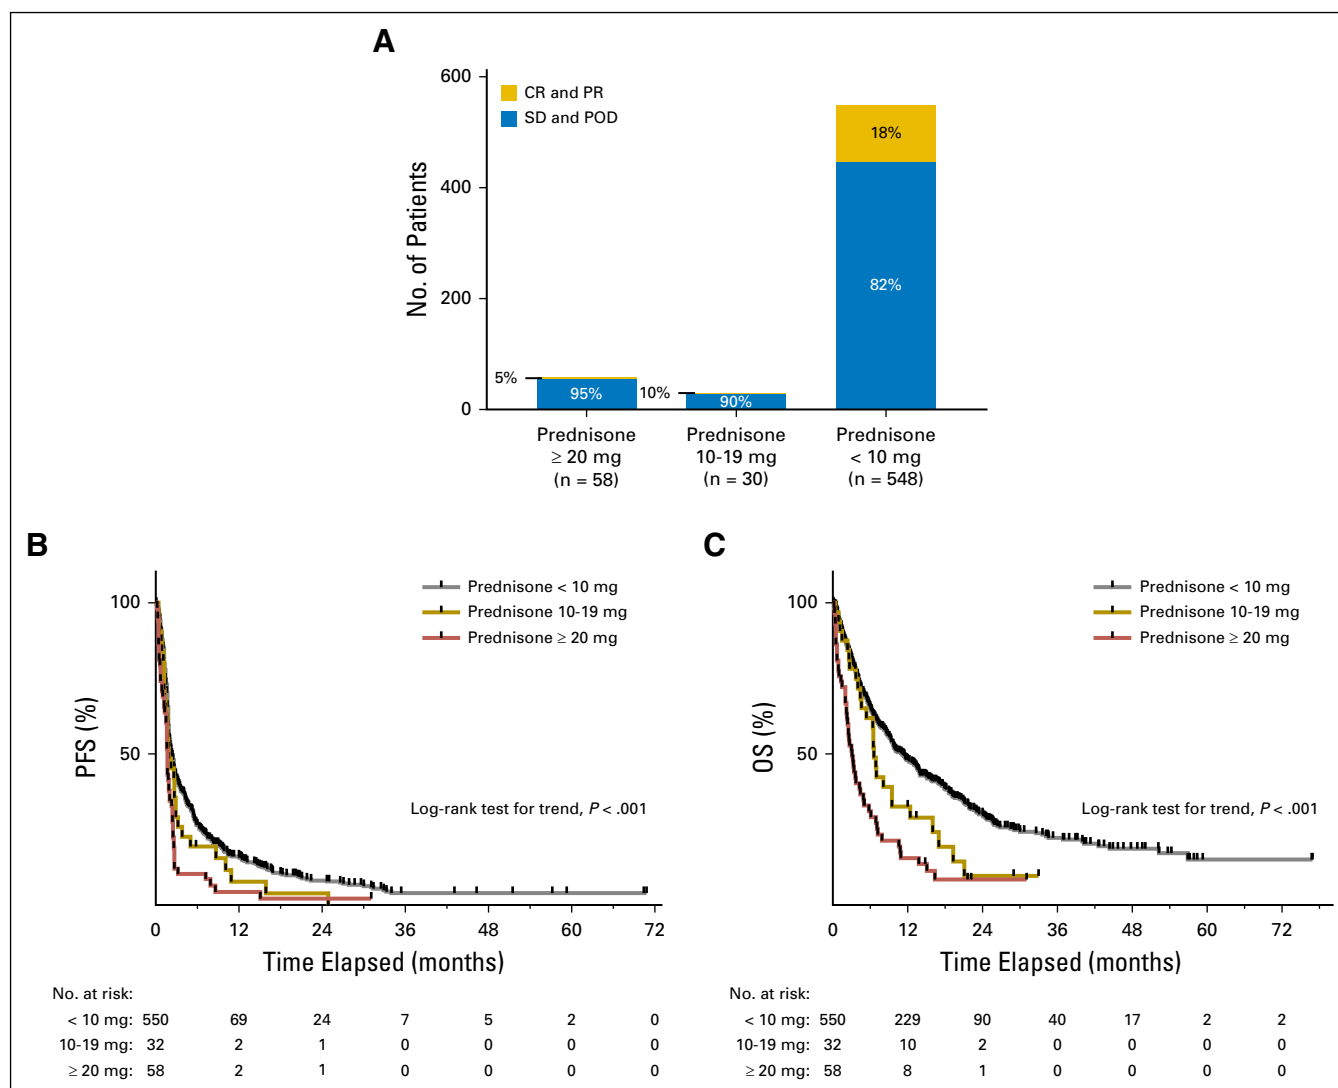 A
600
400
200
0
No. of Patients
CR and PR
SD and POD
18%
82%
5%
95%
10%
90%
Prednisone
≥ 20 mg
(n = 58)
Prednisone
10-19 mg
(n = 30)
Prednisone
< 10 mg
(n = 548)
B
PFS (%)
100
50
Prednisone < 10 mg
Prednisone 10-19 mg
Prednisone ≥ 20 mg
Log-rank test for trend, P < .001
0 12 24 36 48 60 72
Time Elapsed (months)
No. at risk:
< 10 mg: 550 69 24 7 5 2 0
10-19 mg: 32 2 1 0 0 0 0
≥ 20 mg: 58 2 1 0 0 0 0
C
OS (%)
100
50
Prednisone < 10 mg
Prednisone 10-19 mg
Prednisone ≥ 20 mg
Log-rank test for trend, P < .001
0 12 24 36 48 60 72
Time Elapsed (months)
No. at risk:
< 10 mg: 550 229 90 40 17 2 2
10-19 mg: 32 10 2 0 0 0 0
≥ 20 mg: 58 8 1 0 0 0 0